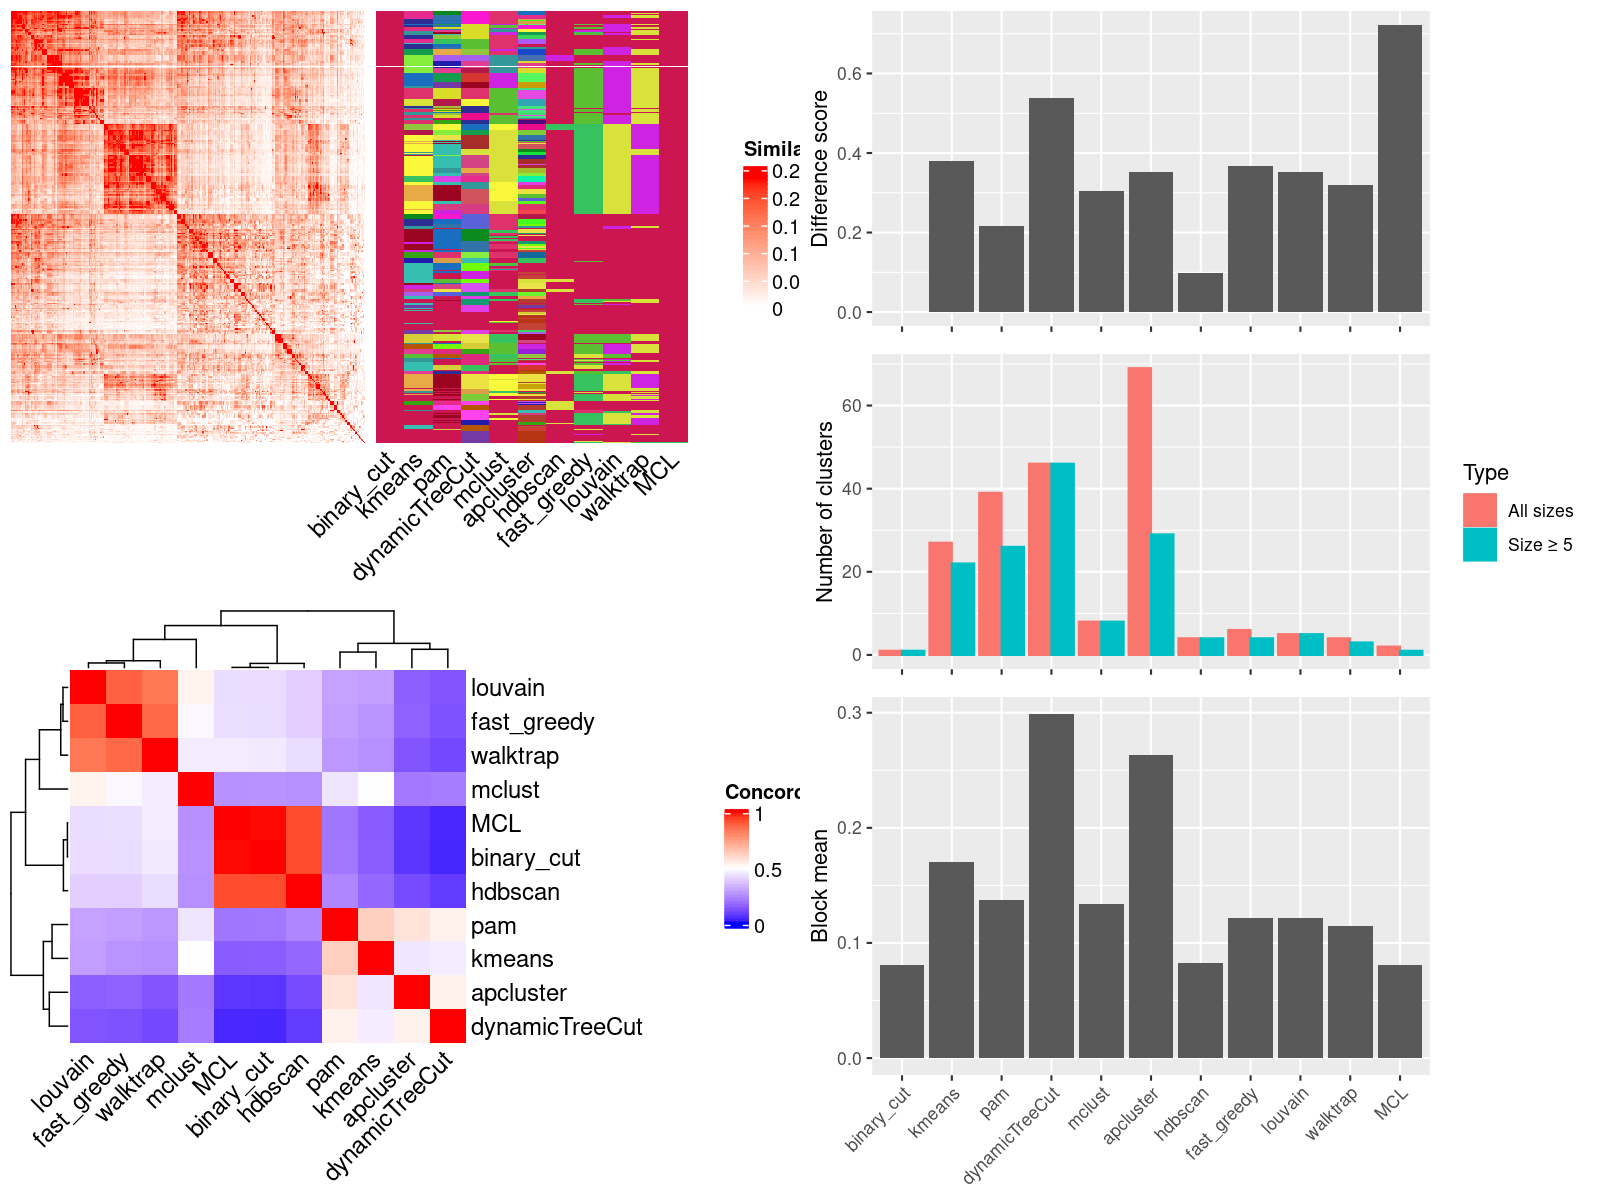 Simila
0.2
0.2
0.1
0.1
0.0
0
binary_cut
kmeans
pam
dynamicTreeCut
mclust
apcluster
hdbscan
fast_greedy
louvain
walktrap
MCL
louvain
fast_greedy
walktrap
mclust
MCL
binary_cut
hdbscan
pam
kmeans
apcluster
dynamicTreeCut
louvain
fast_greedy
walktrap
mclust
MCL
binary_cut
hdbscan
pam
kmeans
apcluster
dynamicTreeCut
Concord
1
0.5
0
Difference score
0.6
0.4
0.2
0.0
Number of clusters
60
40
20
0
Type
All sizes
Size ≥ 5
Block mean
0.3
0.2
0.1
0.0
binary_cut
kmeans
pam
dynamicTreeCut
mclust
apcluster
hdbscan
fast_greedy
louvain
walktrap
MCL